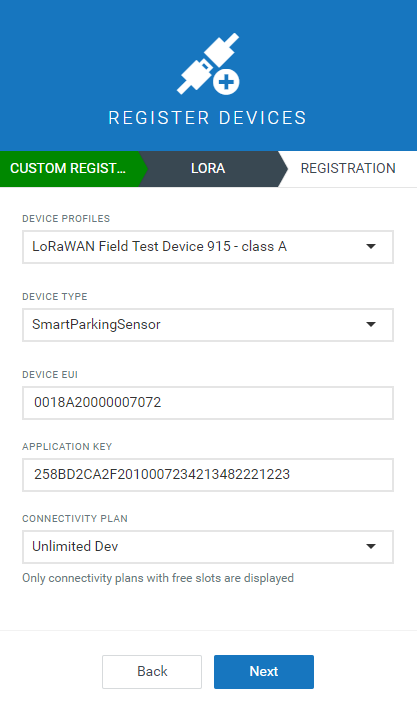 REGISTER DEVICES
CUSTOM REGIST...
LORA
REGISTRATION
DEVICE PROFILES
LoRaWAN Field Test Device 915 - class A
DEVICE TYPE
SmartParkingSensor
DEVICE EUI
0018A20000007072
APPLICATION KEY
258BD2CA2F2010007234213482221223
CONNECTIVITY PLAN
Unlimited Dev
Only connectivity plans with free slots are displayed
Back
Next